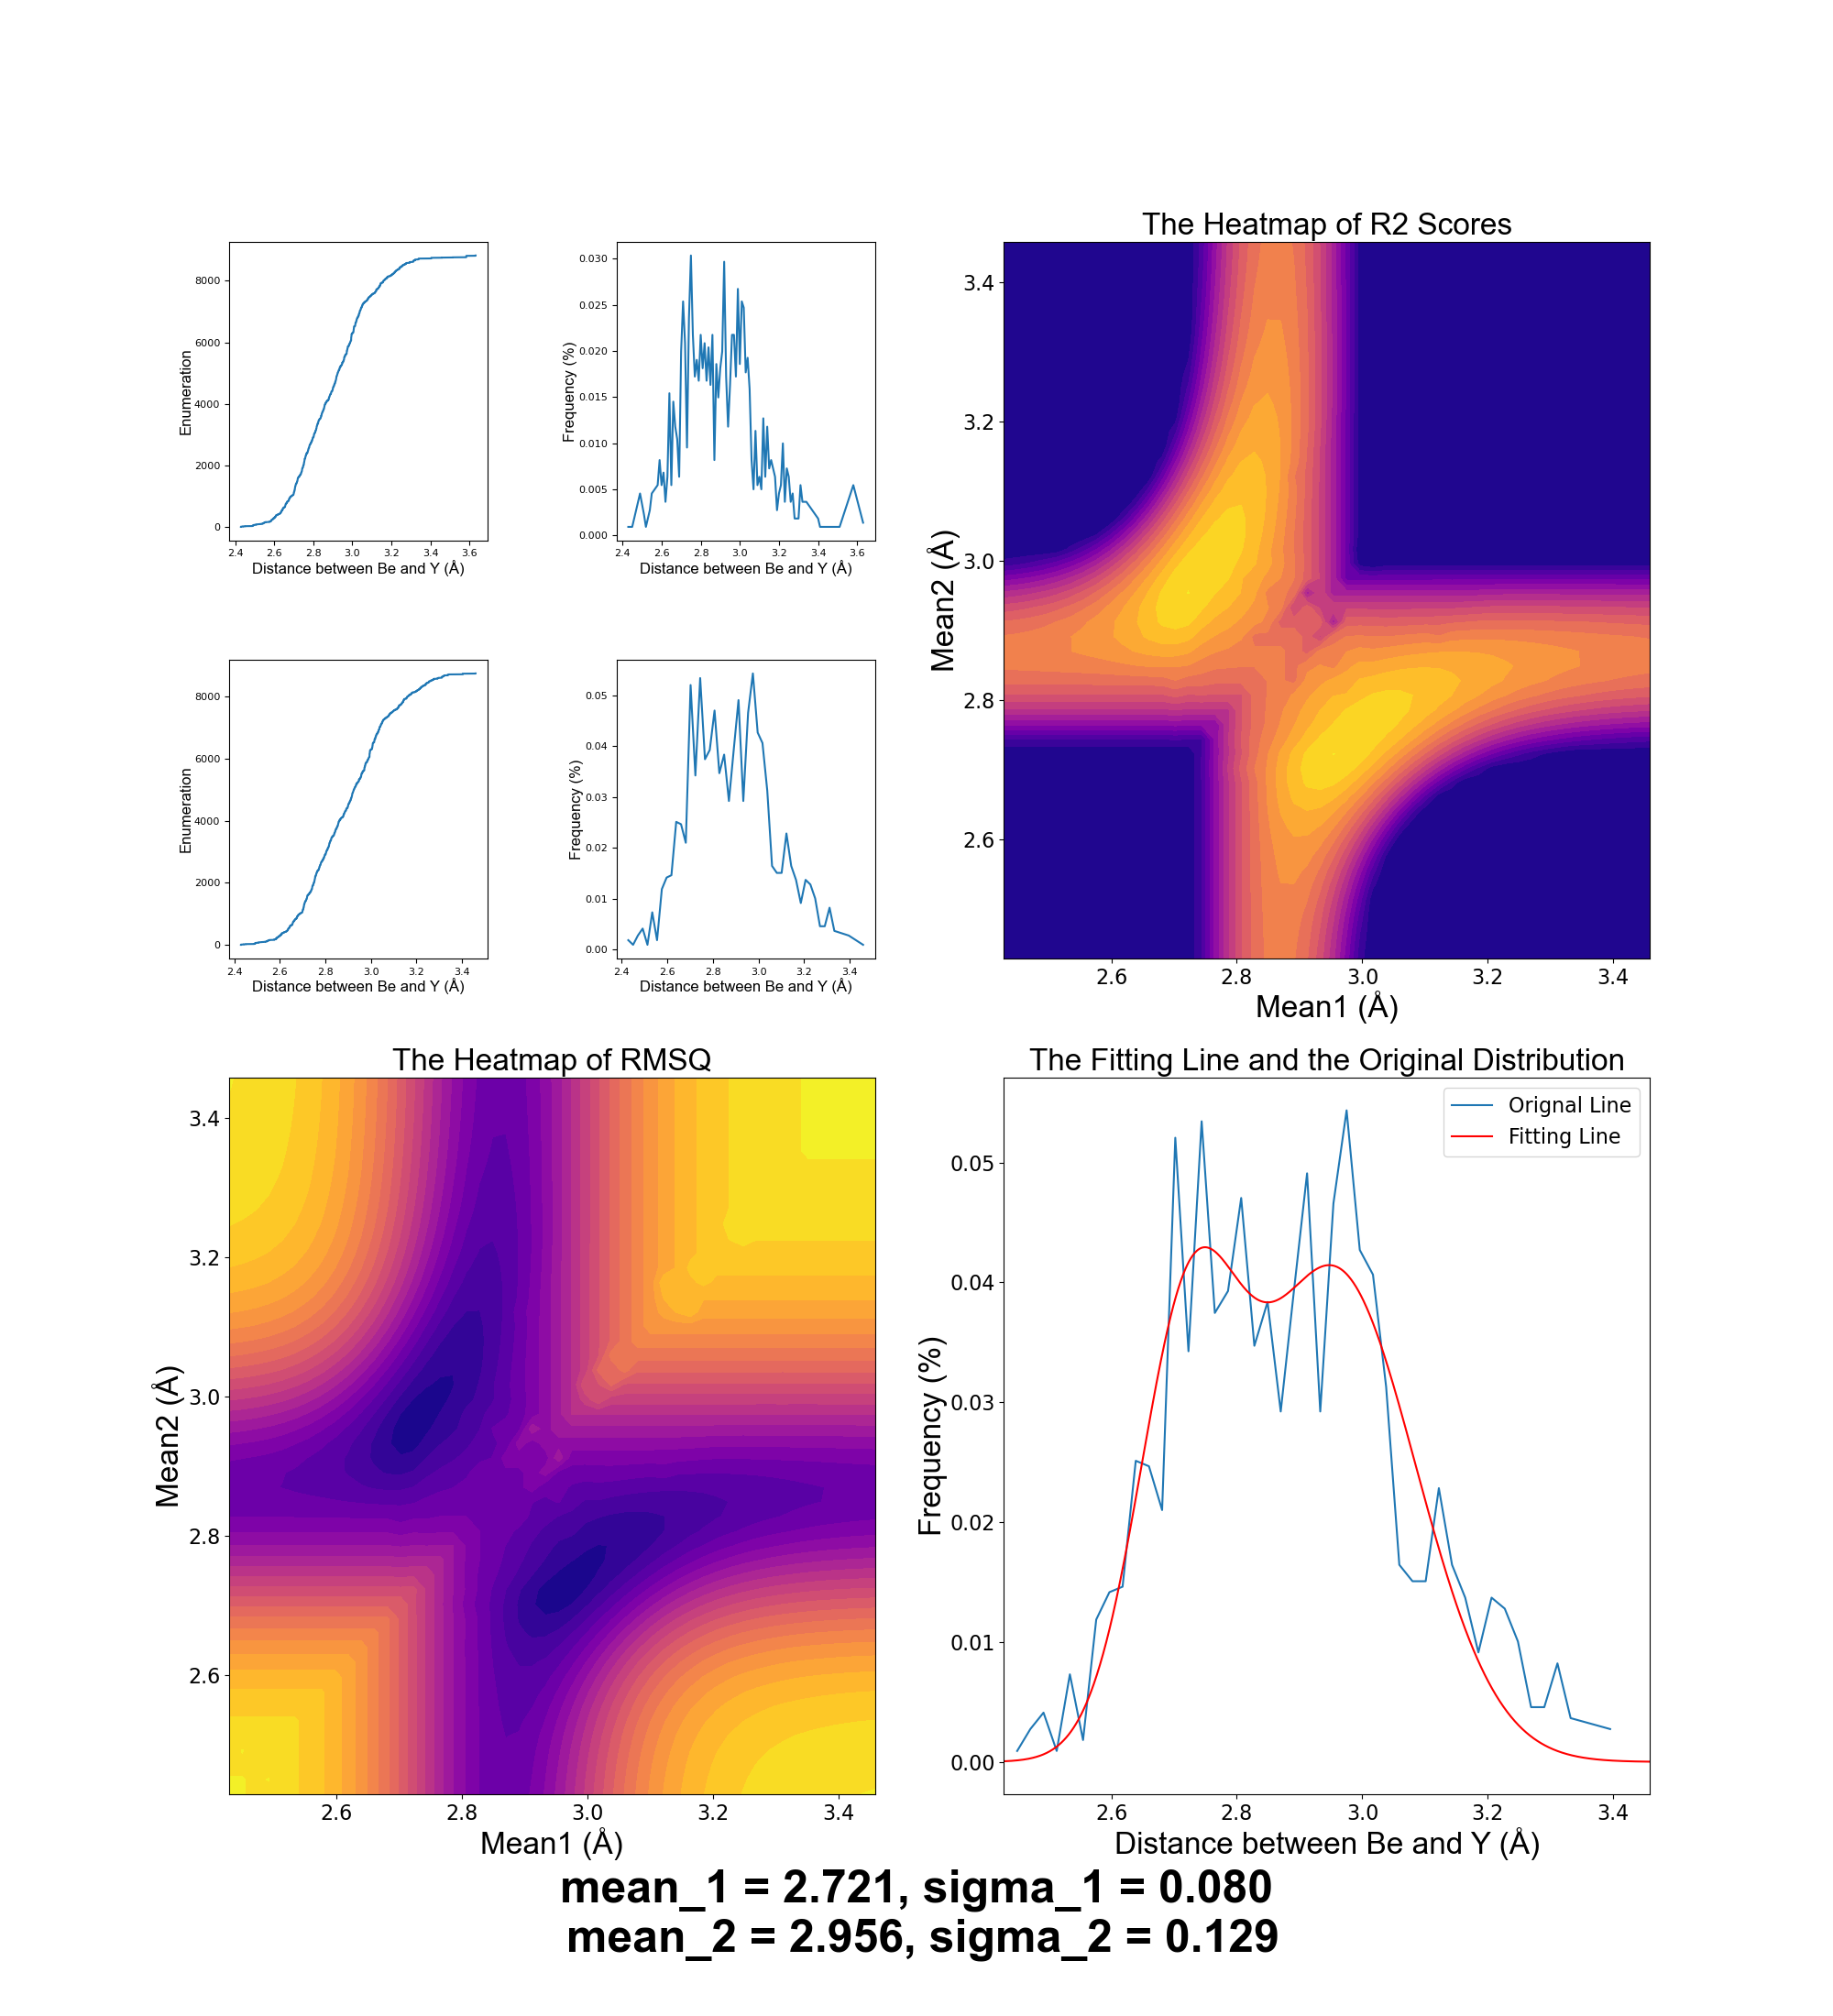 Enumeration
8000
6000
4000
2000
0
2.4 2.6 2.8 3.0 3.2 3.4 3.6
Distance between Be and Y (Å)
Frequency (%)
0.030
0.025
0.020
0.015
0.010
0.005
0.000
2.4 2.6 2.8 3.0 3.2 3.4 3.6
Distance between Be and Y (Å)
Enumeration
8000
6000
4000
2000
0
2.4 2.6 2.8 3.0 3.2 3.4
Distance between Be and Y (Å)
Frequency (%)
0.05
0.04
0.03
0.02
0.01
0.00
2.4 2.6 2.8 3.0 3.2 3.4
Distance between Be and Y (Å)
The Heatmap of R2 Scores
Mean2 (Å)
3.4
3.2
3.0
2.8
2.6
2.6 2.8 3.0 3.2 3.4
Mean1 (Å)
The Heatmap of RMSQ
Mean2 (Å)
3.4
3.2
3.0
2.8
2.6
2.6 2.8 3.0 3.2 3.4
Mean1 (Å)
The Fitting Line and the Original Distribution
Orignal Line
Fitting Line
Frequency (%)
0.05
0.04
0.03
0.02
0.01
0.00
2.6 2.8 3.0 3.2 3.4
Distance between Be and Y (Å)
mean_1 = 2.721, sigma_1 = 0.080
mean_2 = 2.956, sigma_2 = 0.129